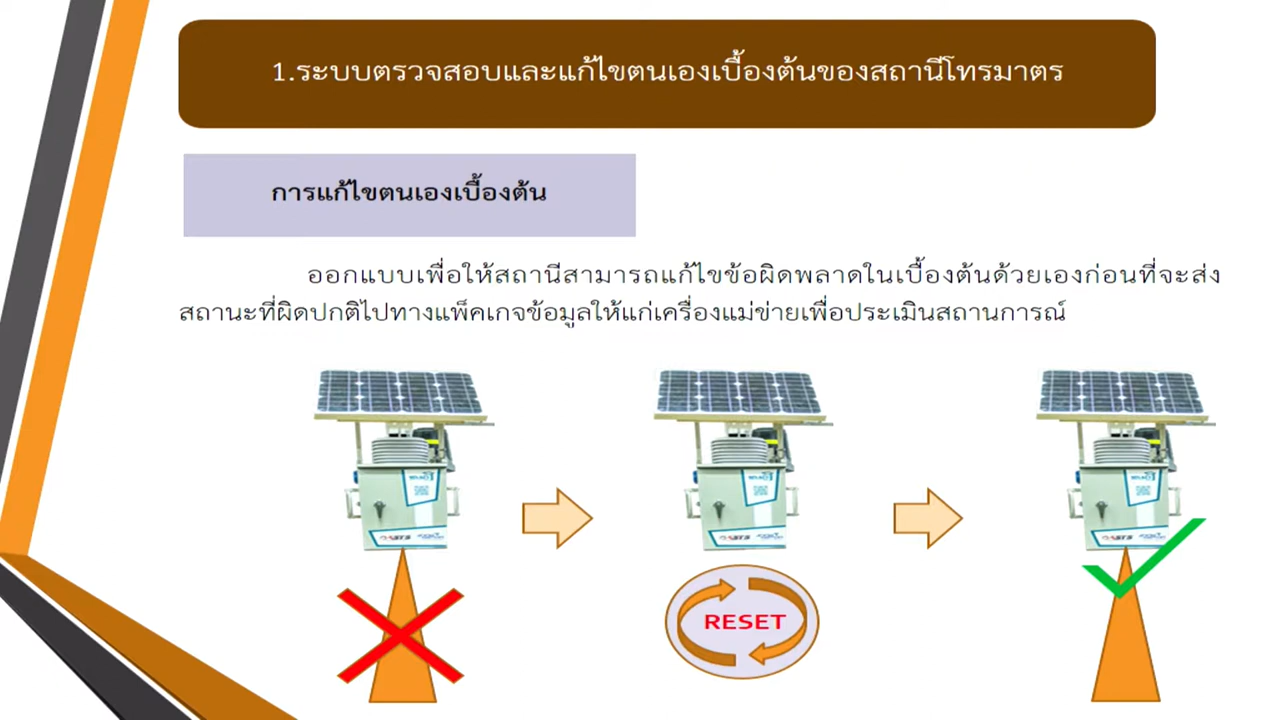 1.ระบบตรวจสอบและแก้ไขตนเองเบื้องต้นของสถานีโทรมาตร
การแก้ไขตนเองเบื้องต้น
ออกแบบเพื่อให้สถานีสามารถแก้ไขข้อผิดพลาดในเบื้องต้นด้วยเองก่อนที่จะส่ง
สถานะที่ผิดปกติไปทางแพ็คเกจข้อมูลให้แก่เครื่องแม่ข่ายเพื่อประเมินสถานการณ์
RESET